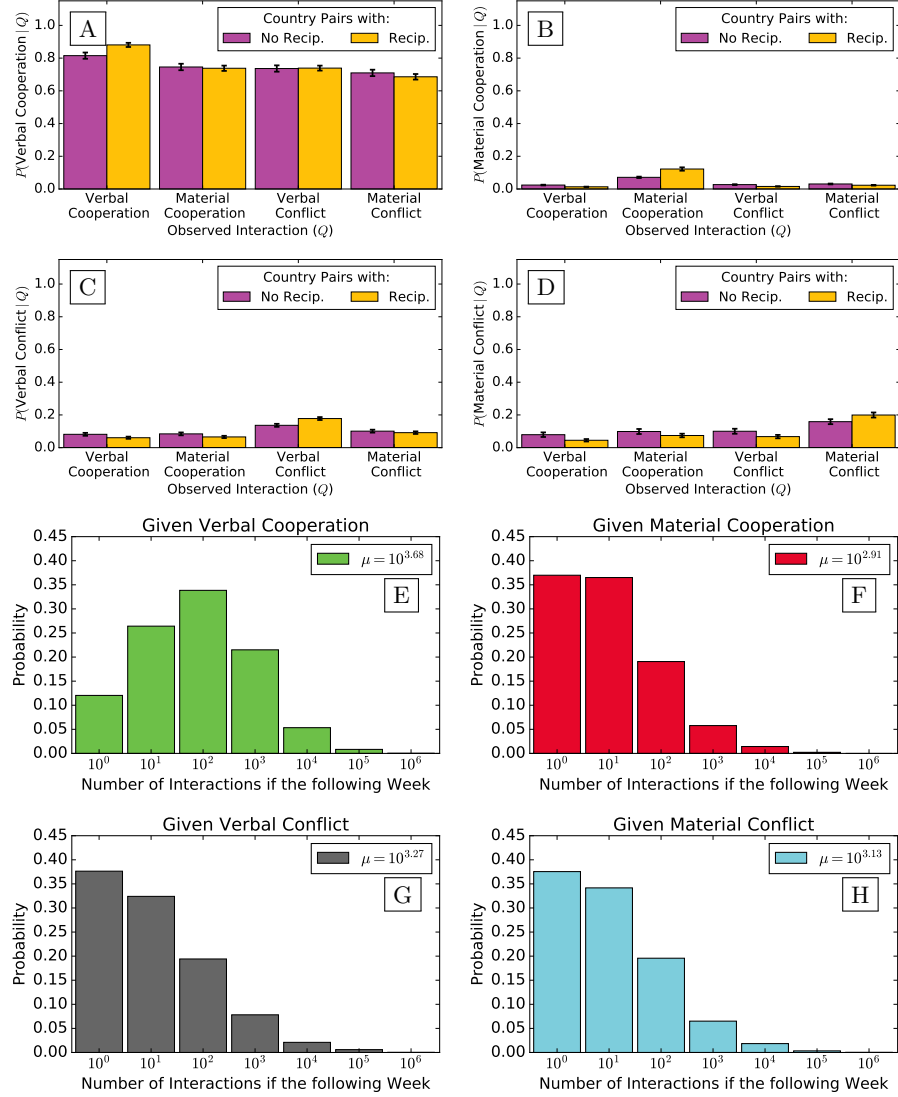 A
Country Pairs with:
No Recip. Recip.
P(Verbal Cooperation | Q)
1.0
0.8
0.6
0.4
0.2
0.0
Verbal Cooperation
Material Cooperation
Verbal Conflict
Material Conflict
Observed Interaction (Q)
B
Country Pairs with:
No Recip. Recip.
P(Material Cooperation | Q)
1.0
0.8
0.6
0.4
0.2
0.0
Verbal Cooperation
Material Cooperation
Verbal Conflict
Material Conflict
Observed Interaction (Q)
C
Country Pairs with:
No Recip. Recip.
P(Verbal Conflict | Q)
1.0
0.8
0.6
0.4
0.2
0.0
Verbal Cooperation
Material Cooperation
Verbal Conflict
Material Conflict
Observed Interaction (Q)
D
Country Pairs with:
No Recip. Recip.
P(Material Conflict | Q)
1.0
0.8
0.6
0.4
0.2
0.0
Verbal Cooperation
Material Cooperation
Verbal Conflict
Material Conflict
Observed Interaction (Q)
Given Verbal Cooperation
μ = 10^3.68
E
Probability
0.45
0.40
0.35
0.30
0.25
0.20
0.15
0.10
0.05
0.00
10^0 10^1 10^2 10^3 10^4 10^5 10^6
Number of Interactions if the following Week
Given Material Cooperation
μ = 10^2.91
F
Probability
0.45
0.40
0.35
0.30
0.25
0.20
0.15
0.10
0.05
0.00
10^0 10^1 10^2 10^3 10^4 10^5 10^6
Number of Interactions if the following Week
Given Verbal Conflict
μ = 10^3.27
G
Probability
0.45
0.40
0.35
0.30
0.25
0.20
0.15
0.10
0.05
0.00
10^0 10^1 10^2 10^3 10^4 10^5 10^6
Number of Interactions if the following Week
Given Material Conflict
μ = 10^3.13
H
Probability
0.45
0.40
0.35
0.30
0.25
0.20
0.15
0.10
0.05
0.00
10^0 10^1 10^2 10^3 10^4 10^5 10^6
Number of Interactions if the following Week